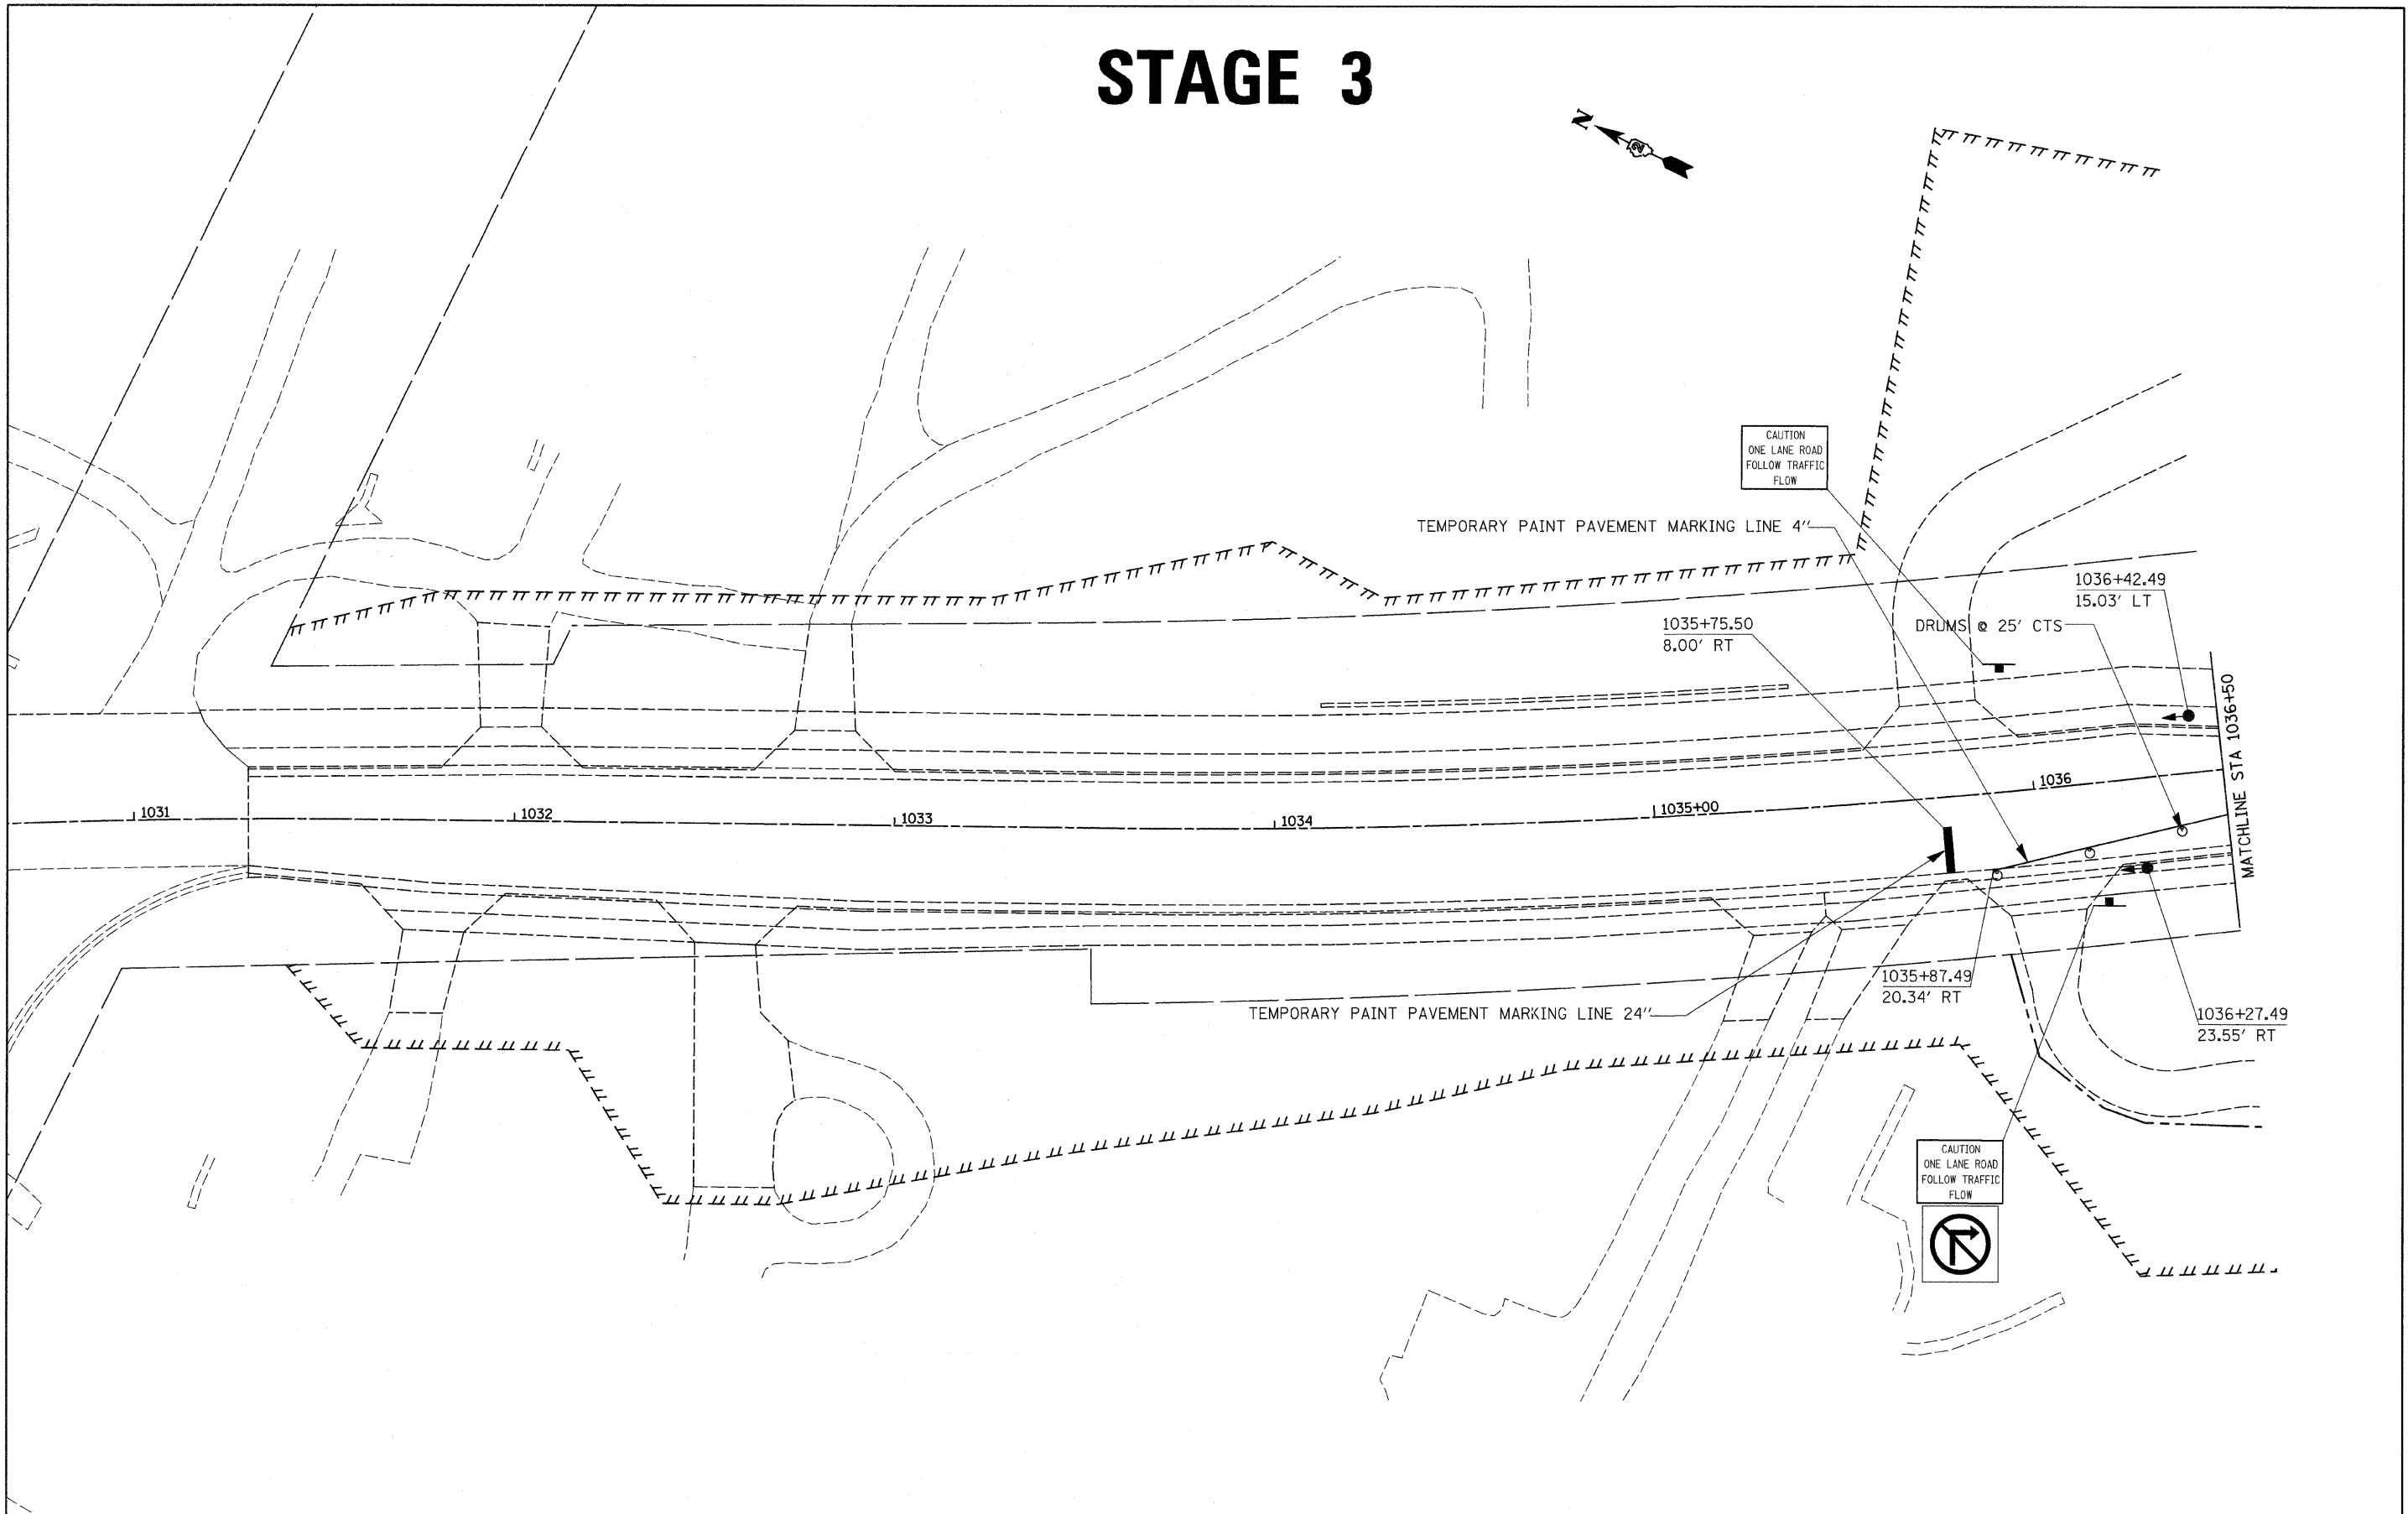 STAGE 3
N
2
CAUTION
ONE LANE ROAD
FOLLOW TRAFFIC
FLOW
TEMPORARY PAINT PAVEMENT MARKING LINE 4"
1036+42.49
15.03' LT
1035+75.50
8.00' RT
DRUMS @ 25' CTS
MATCHLINE STA 1036+50
1031
1032
1033
1034
1035+00
1036
1035+87.49
20.34' RT
TEMPORARY PAINT PAVEMENT MARKING LINE 24"
1036+27.49
23.55' RT
CAUTION
ONE LANE ROAD
FOLLOW TRAFFIC
FLOW